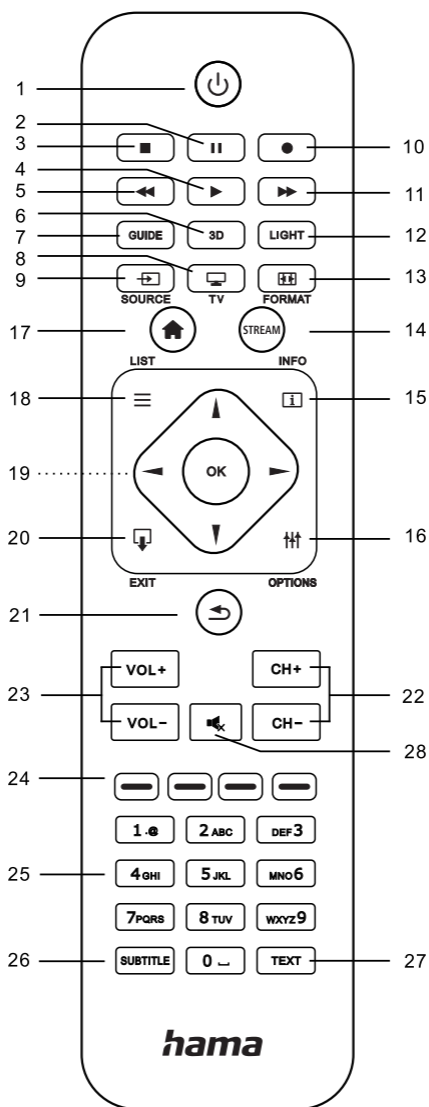 1
2
3
10
4
5
11
6
7 GUIDE 3D LIGHT 12
8
9
13
SOURCE TV FORMAT
17 STREAM 14
LIST INFO
18
15
19 OK
20
16
EXIT OPTIONS
21
VOL+ CH+
23
22
VOL− CH−
28
24
1.@ 2ABC DEF3
25 4GHI 5JKL MNO6
7PQRS 8TUV WXYZ9
26 SUBTITLE 0 TEXT 27
hama